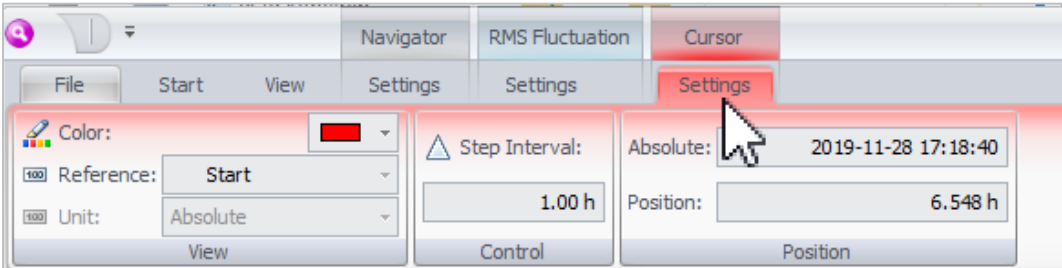 Navigator RMS Fluctuation Cursor
File Start View Settings Settings Settings
Color:
Reference: Start
Unit: Absolute
View
Step Interval:
1.00 h
Control
Absolute: 2019-11-28 17:18:40
Position: 6.548 h
Position